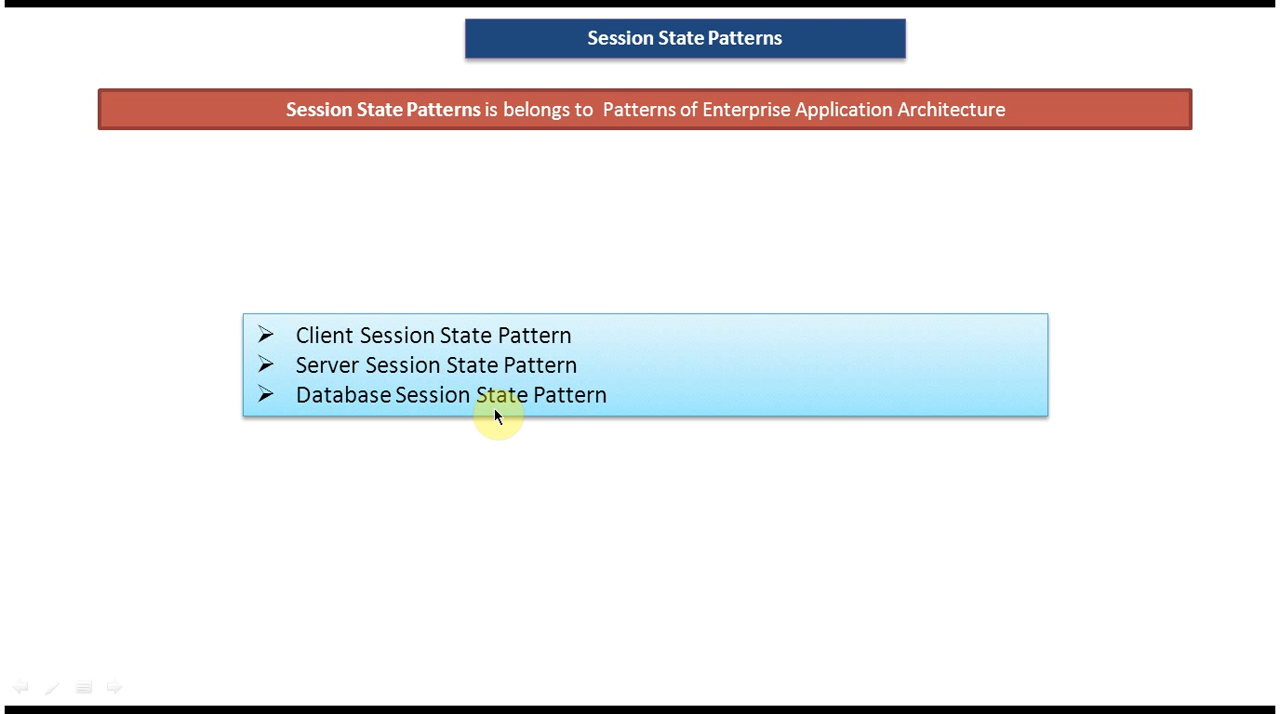 Session State Patterns
Session State Patterns is belongs to Patterns of Enterprise Application Architecture
Client Session State Pattern
Server Session State Pattern
Database Session State Pattern